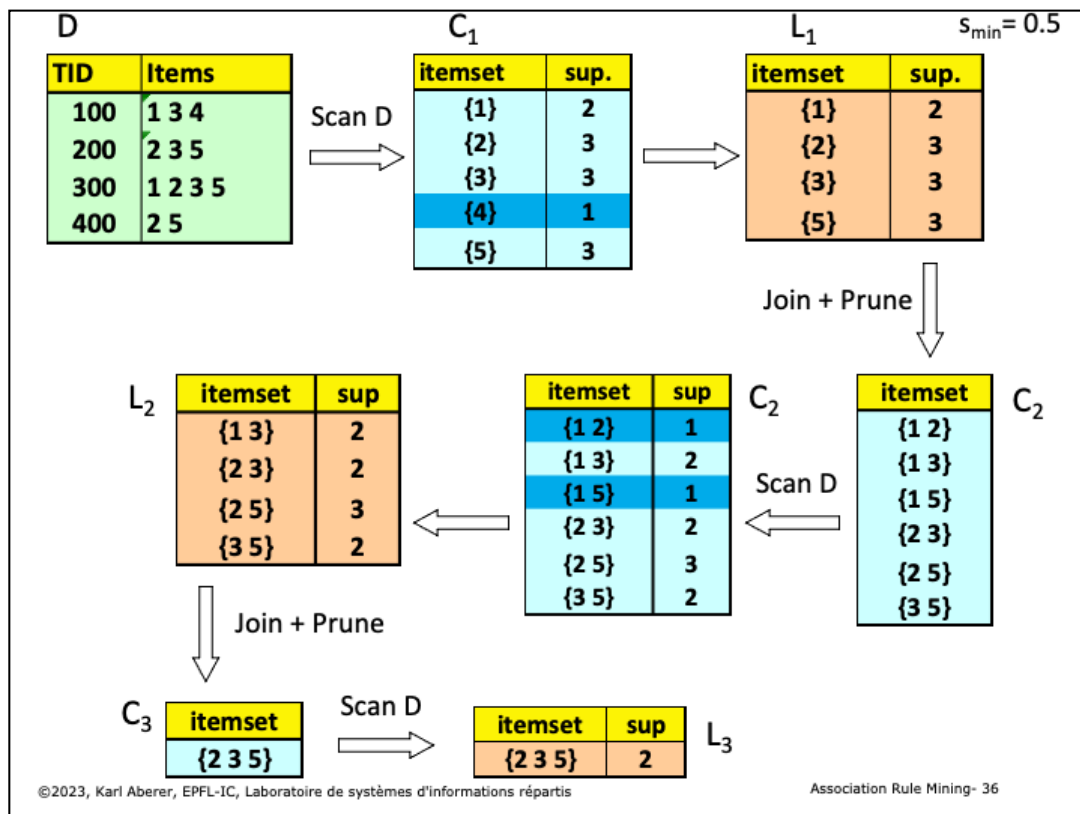 D
C1
L1
smin= 0.5
TID Items
100 1 3 4
200 2 3 5
300 1 2 3 5
400 2 5
Scan D
itemset sup.
{1} 2
{2} 3
{3} 3
{4} 1
{5} 3
itemset sup.
{1} 2
{2} 3
{3} 3
{5} 3
Join + Prune
C2
itemset
{1 2}
{1 3}
{1 5}
{2 3}
{2 5}
{3 5}
Scan D
C2
itemset sup
{1 2} 1
{1 3} 2
{1 5} 1
{2 3} 2
{2 5} 3
{3 5} 2
L2
itemset sup
{1 3} 2
{2 3} 2
{2 5} 3
{3 5} 2
Join + Prune
C3
itemset
{2 3 5}
Scan D
itemset sup
{2 3 5} 2
L3
©2023, Karl Aberer, EPFL-IC, Laboratoire de systèmes d'informations répartis
Association Rule Mining- 36